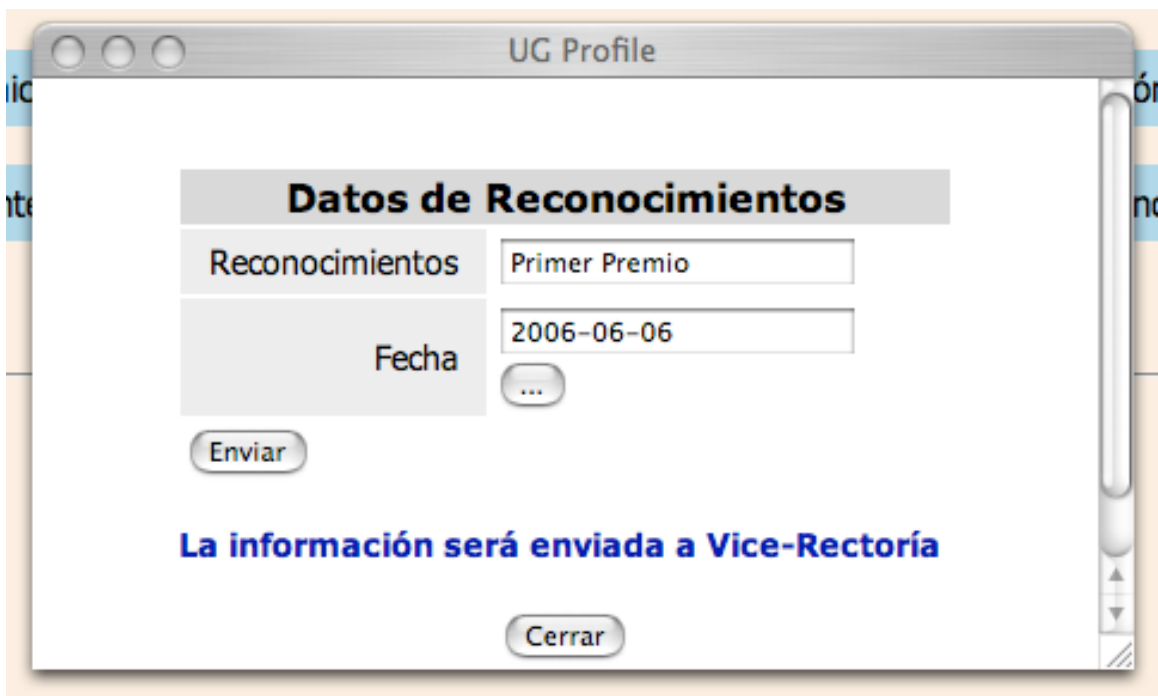 UG Profile
Datos de Reconocimientos
Reconocimientos Primer Premio
Fecha 2006-06-06
...
Enviar
La información será enviada a Vice-Rectoría
Cerrar